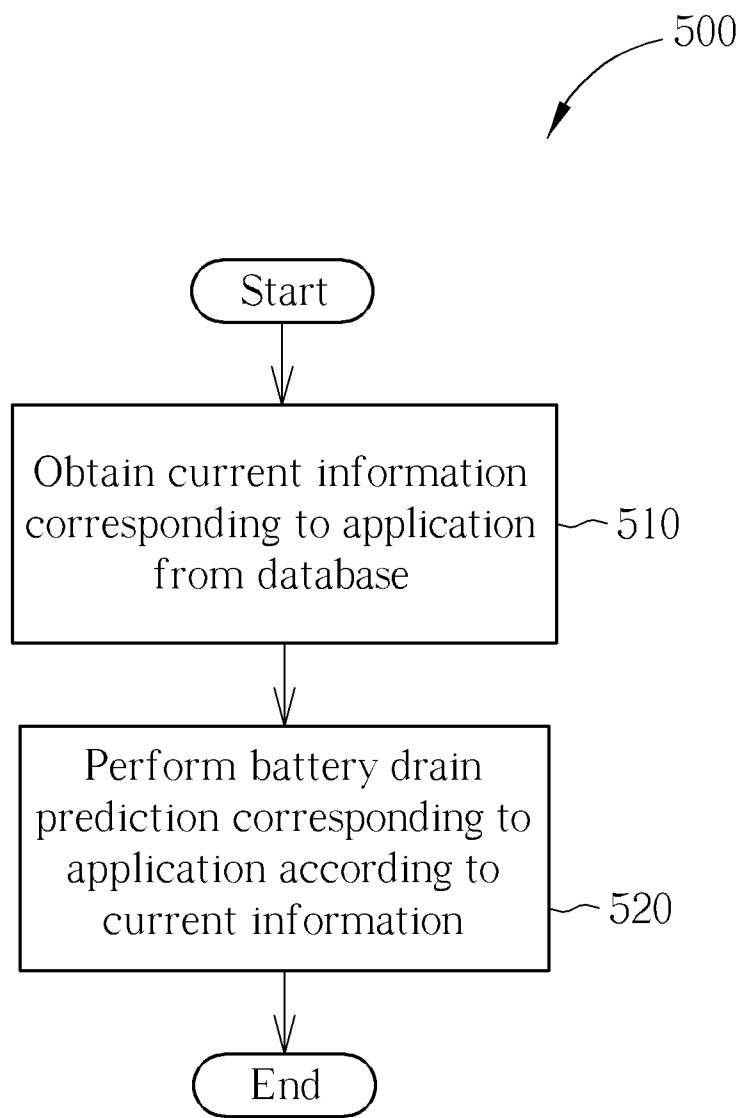 500
Start
Obtain current information
corresponding to application
from database
510
Perform battery drain
prediction corresponding to
application according to
current information
520
End